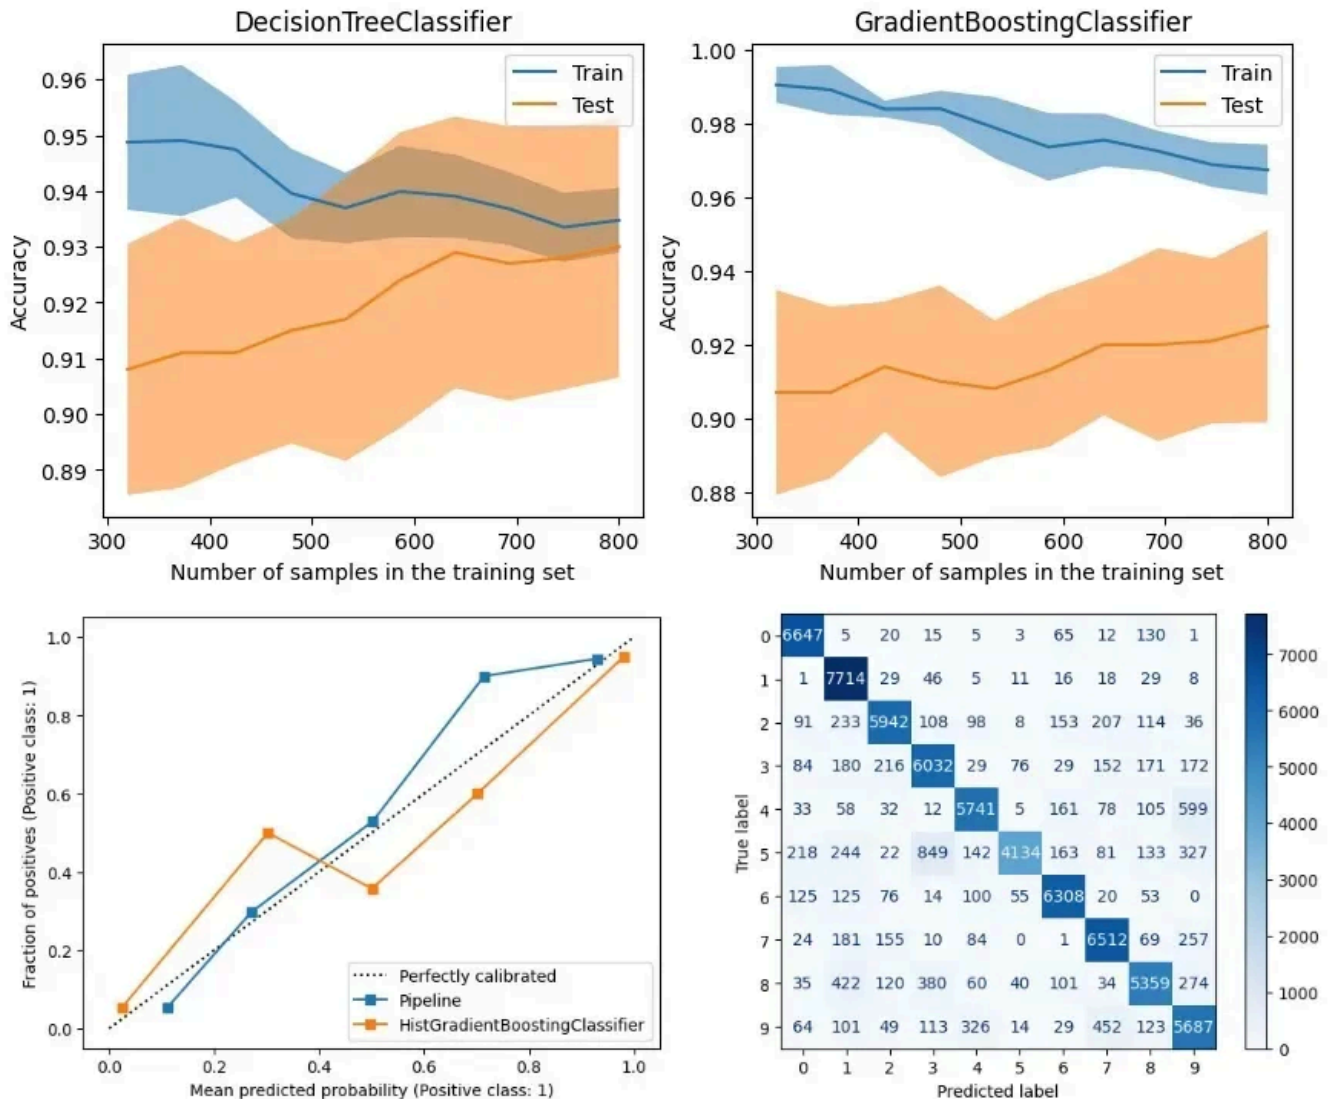 DecisionTreeClassifier
Train
Test
0.96
0.95
0.94
0.93
0.92
0.91
0.90
0.89
Accuracy
300 400 500 600 700 800
Number of samples in the training set
GradientBoostingClassifier
Train
Test
1.00
0.98
0.96
0.94
0.92
0.90
0.88
Accuracy
300 400 500 600 700 800
Number of samples in the training set
1.0
0.8
0.6
0.4
0.2
0.0
Fraction of positives (Positive class: 1)
Perfectly calibrated
Pipeline
HistGradientBoostingClassifier
0.0 0.2 0.4 0.6 0.8 1.0
Mean predicted probability (Positive class: 1)
True label
0 6647 5 20 15 5 3 65 12 130 1
1 1 7714 29 46 5 11 16 18 29 8
2 91 233 5942 108 98 8 153 207 114 36
3 84 180 216 6032 29 76 29 152 171 172
4 33 58 32 12 5741 5 161 78 105 599
5 218 244 22 849 142 4134 163 81 133 327
6 125 125 76 14 100 55 6308 20 53 0
7 24 181 155 10 84 0 1 6512 69 257
8 35 422 120 380 60 40 101 34 5359 274
9 64 101 49 113 326 14 29 452 123 5687
0 1 2 3 4 5 6 7 8 9
Predicted label
7000
6000
5000
4000
3000
2000
1000
0